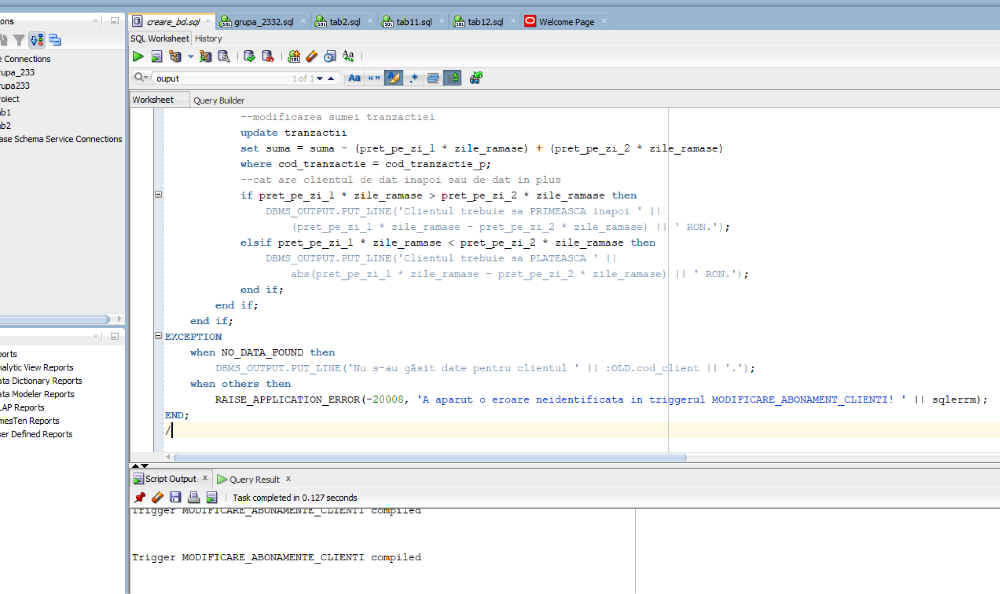 ons
creare_bd.sql
grupa_2332.sql
tab2.sql
tab11.sql
tab12.sql
Welcome Page
SQL Worksheet History
e Connections
rupa_233
rupa233
roiect
ab1
ab2
ase Schema Service Connections
ouput 1 of 1
Worksheet Query Builder
--modificarea sumei tranzactiei
update tranzactii
set suma = suma - (pret_pe_zi_1 * zile_ramase) + (pret_pe_zi_2 * zile_ramase)
where cod_tranzactie = cod_tranzactie_p;
--cat are clientul de dat inapoi sau de dat in plus
if pret_pe_zi_1 * zile_ramase > pret_pe_zi_2 * zile_ramase then
DBMS_OUTPUT.PUT_LINE('Clientul trebuie sa PRIMEASCA inapoi ' ||
(pret_pe_zi_1 * zile_ramase - pret_pe_zi_2 * zile_ramase) || ' RON.');
elsif pret_pe_zi_1 * zile_ramase < pret_pe_zi_2 * zile_ramase then
DBMS_OUTPUT.PUT_LINE('Clientul trebuie sa PLATEASCA ' ||
abs(pret_pe_zi_1 * zile_ramase - pret_pe_zi_2 * zile_ramase) || ' RON.');
end if;
end if;
end if;
EXCEPTION
when NO_DATA_FOUND then
DBMS_OUTPUT.PUT_LINE('Nu s-au găsit date pentru clientul ' || :OLD.cod_client || '.');
when others then
RAISE_APPLICATION_ERROR(-20008, 'A aparut o eroare neidentificata in triggerul MODIFICARE_ABONAMENT_CLIENTI! ' || sqlerrm);
END;
/
ports
nalytic View Reports
ata Dictionary Reports
ata Modeler Reports
LAP Reports
mesTen Reports
ser Defined Reports
Script Output x Query Result x
Task completed in 0.127 seconds
Trigger MODIFICARE_ABONAMENTE_CLIENTI compiled
Trigger MODIFICARE_ABONAMENTE_CLIENTI compiled